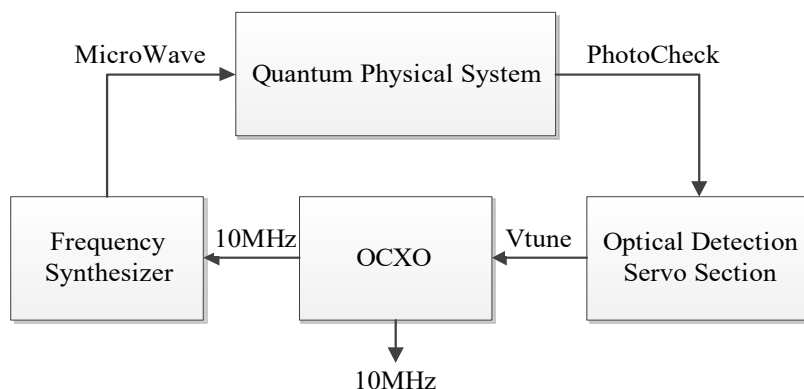 MicroWave
Quantum Physical System
PhotoCheck
Frequency
Synthesizer
10MHz
OCXO
Vtune
Optical Detection
Servo Section
10MHz